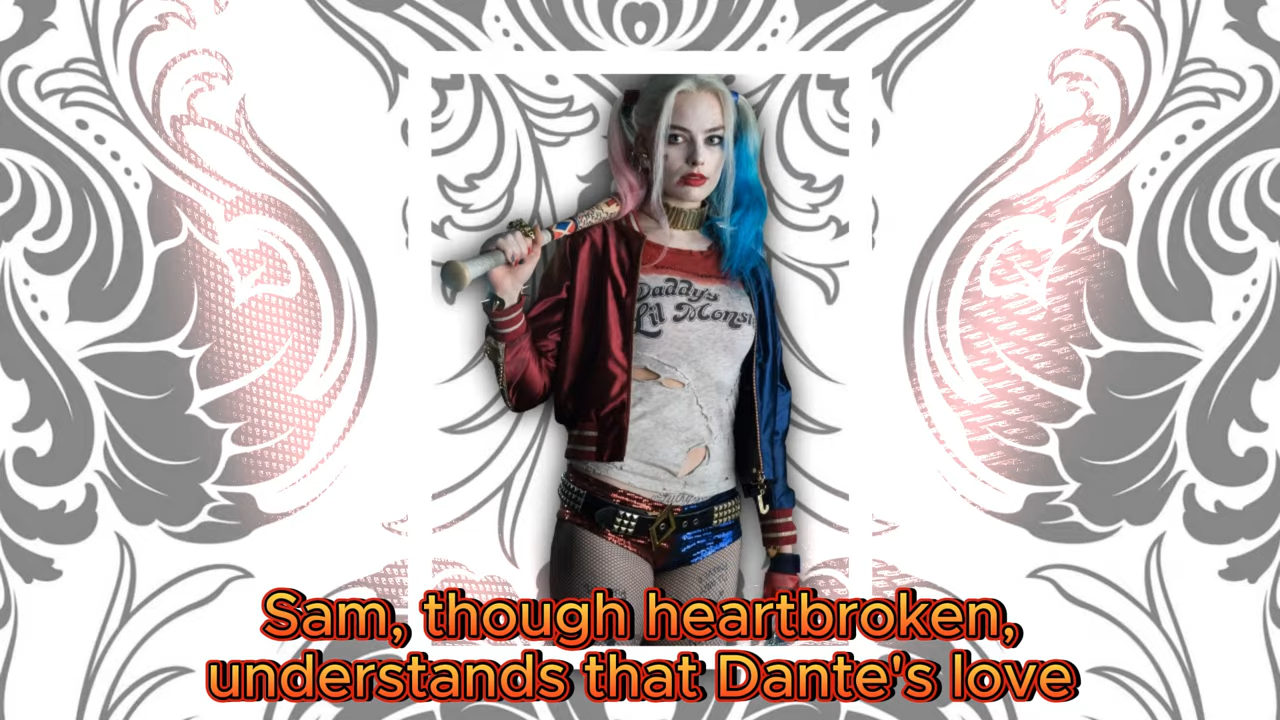 Daddy's
Lil Monst
Sam, though heartbroken,
understands that Dante's love